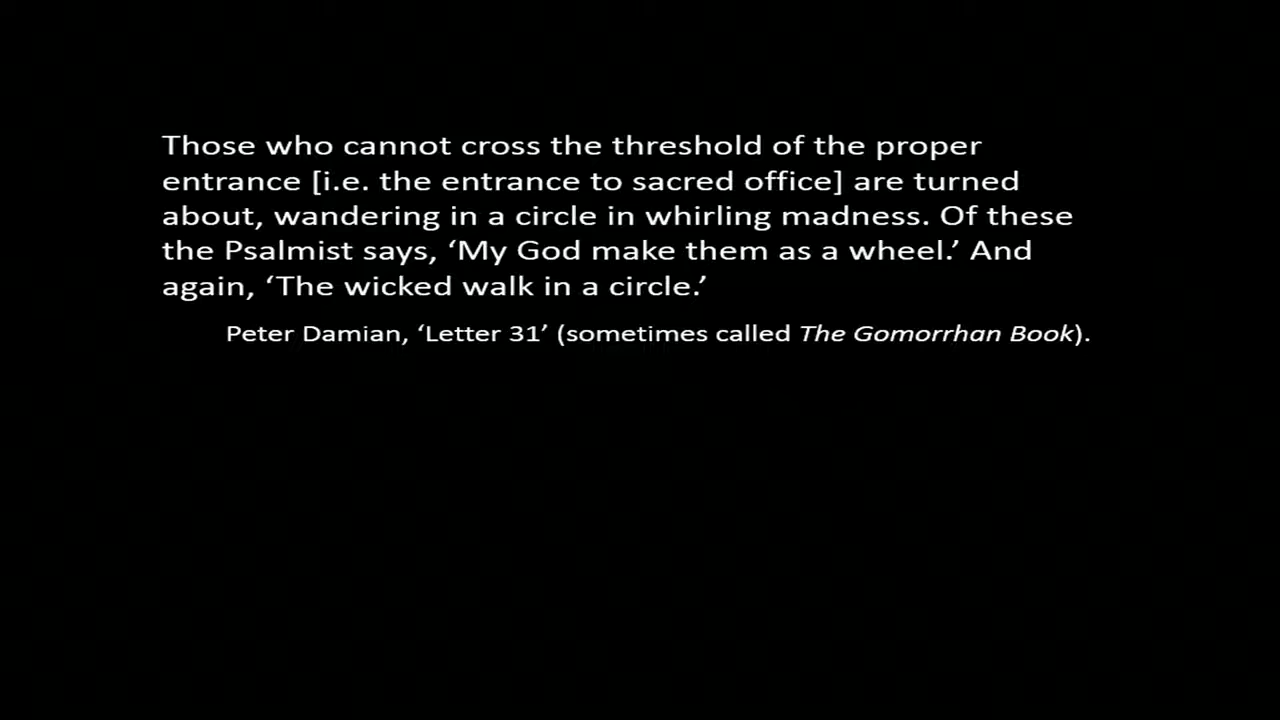 Those who cannot cross the threshold of the proper
entrance [i.e. the entrance to sacred office] are turned
about, wandering in a circle in whirling madness. Of these
the Psalmist says, ‘My God make them as a wheel.’ And
again, ‘The wicked walk in a circle.’
Peter Damian, ‘Letter 31’ (sometimes called The Gomorrhan Book).